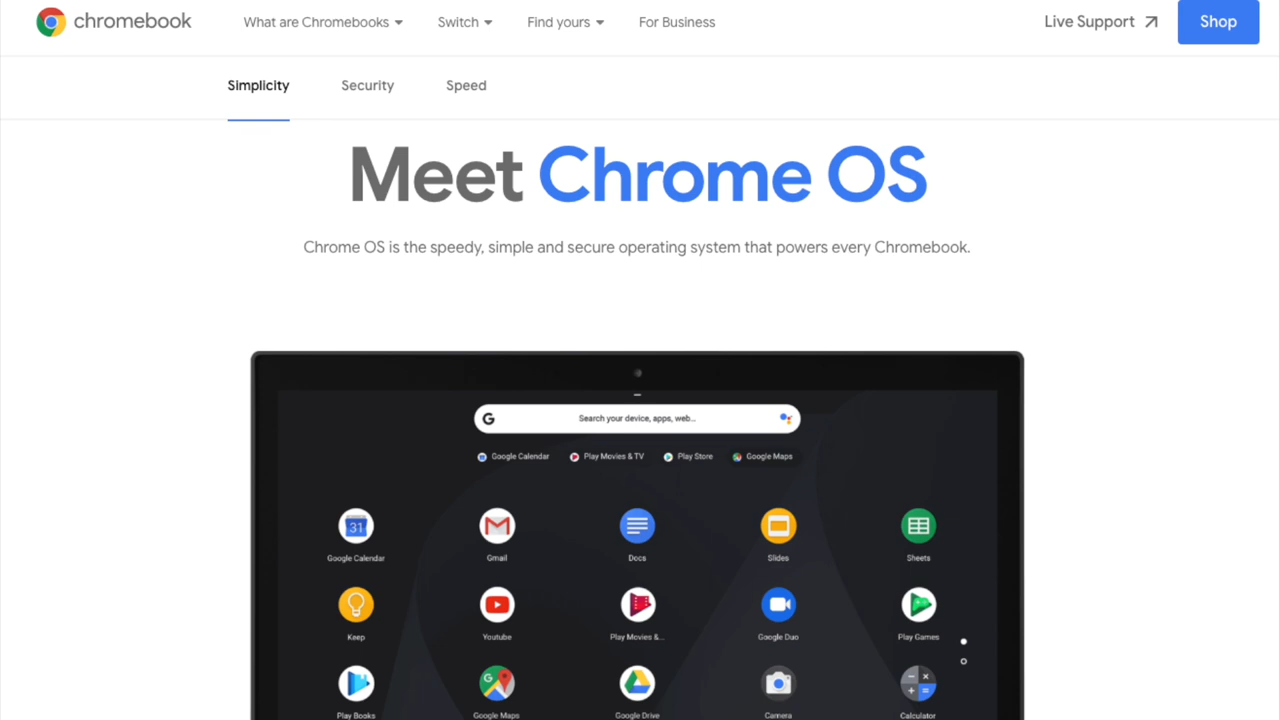 chromebook What are Chromebooks Switch Find yours For Business Live Support Shop
Simplicity Security Speed
Meet Chrome OS
Chrome OS is the speedy, simple and secure operating system that powers every Chromebook.
G Search your device, apps, web...
Google Calendar Play Movies & TV Play Store Google Maps
31
Google Calendar Gmail Docs Slides Sheets
Keep Youtube Play Movies &... Google Duo Play Games
G
Play Books Google Maps Google Drive Camera Calculator